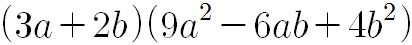 (3a + 2b)(9a² − 6ab + 4b²)